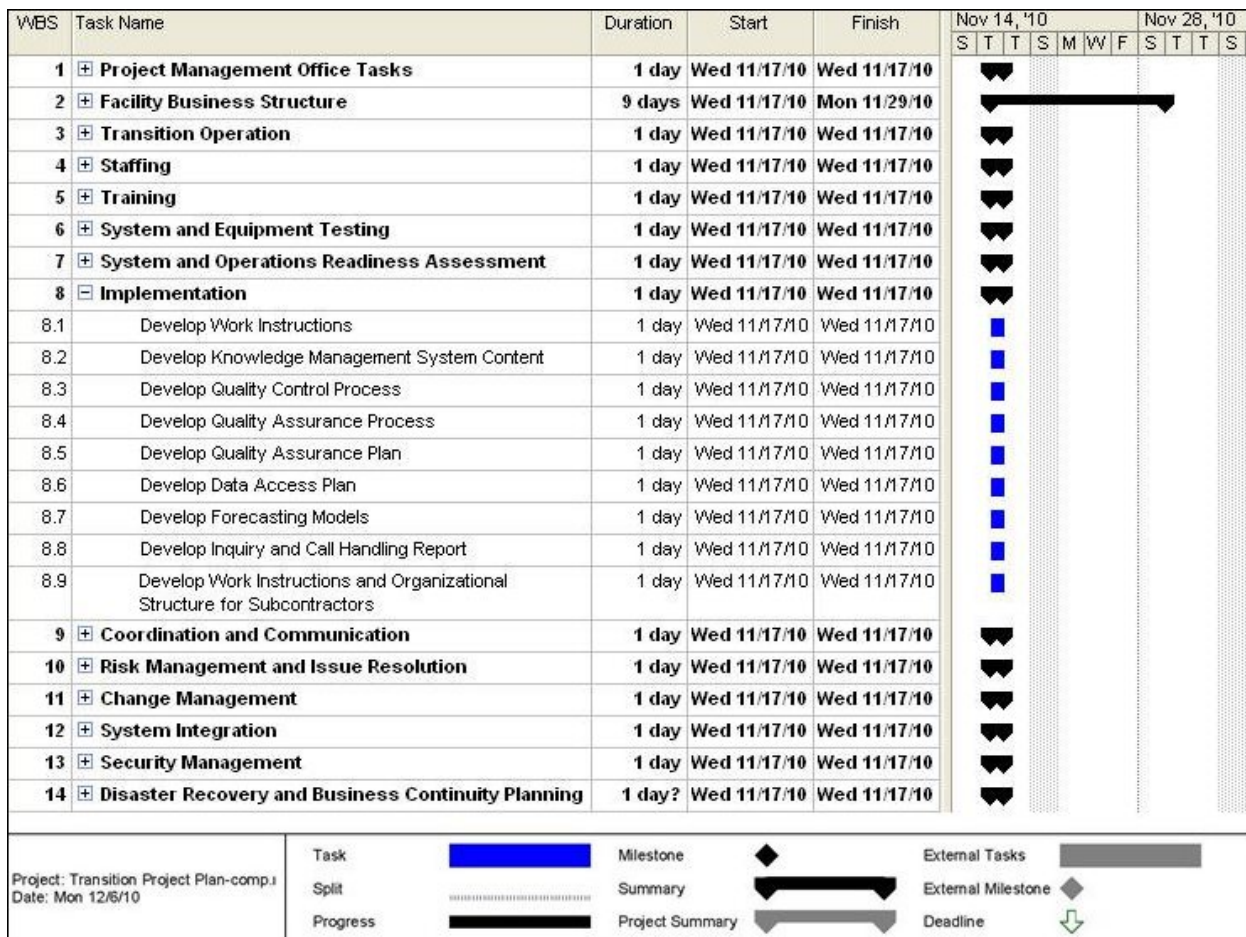 WBS Task Name Duration Start Finish Nov 14, '10 Nov 28, '10
S T T S M W F S T T S
1 Project Management Office Tasks 1 day Wed 11/17/10 Wed 11/17/10
2 Facility Business Structure 9 days Wed 11/17/10 Mon 11/29/10
3 Transition Operation 1 day Wed 11/17/10 Wed 11/17/10
4 Staffing 1 day Wed 11/17/10 Wed 11/17/10
5 Training 1 day Wed 11/17/10 Wed 11/17/10
6 System and Equipment Testing 1 day Wed 11/17/10 Wed 11/17/10
7 System and Operations Readiness Assessment 1 day Wed 11/17/10 Wed 11/17/10
8 Implementation 1 day Wed 11/17/10 Wed 11/17/10
8.1 Develop Work Instructions 1 day Wed 11/17/10 Wed 11/17/10
8.2 Develop Knowledge Management System Content 1 day Wed 11/17/10 Wed 11/17/10
8.3 Develop Quality Control Process 1 day Wed 11/17/10 Wed 11/17/10
8.4 Develop Quality Assurance Process 1 day Wed 11/17/10 Wed 11/17/10
8.5 Develop Quality Assurance Plan 1 day Wed 11/17/10 Wed 11/17/10
8.6 Develop Data Access Plan 1 day Wed 11/17/10 Wed 11/17/10
8.7 Develop Forecasting Models 1 day Wed 11/17/10 Wed 11/17/10
8.8 Develop Inquiry and Call Handling Report 1 day Wed 11/17/10 Wed 11/17/10
8.9 Develop Work Instructions and Organizational 1 day Wed 11/17/10 Wed 11/17/10
Structure for Subcontractors
9 Coordination and Communication 1 day Wed 11/17/10 Wed 11/17/10
10 Risk Management and Issue Resolution 1 day Wed 11/17/10 Wed 11/17/10
11 Change Management 1 day Wed 11/17/10 Wed 11/17/10
12 System Integration 1 day Wed 11/17/10 Wed 11/17/10
13 Security Management 1 day Wed 11/17/10 Wed 11/17/10
14 Disaster Recovery and Business Continuity Planning 1 day? Wed 11/17/10 Wed 11/17/10
Project: Transition Project Plan-comp.
Date: Mon 12/6/10
Task Milestone External Tasks
Split Summary External Milestone
Progress Project Summary Deadline